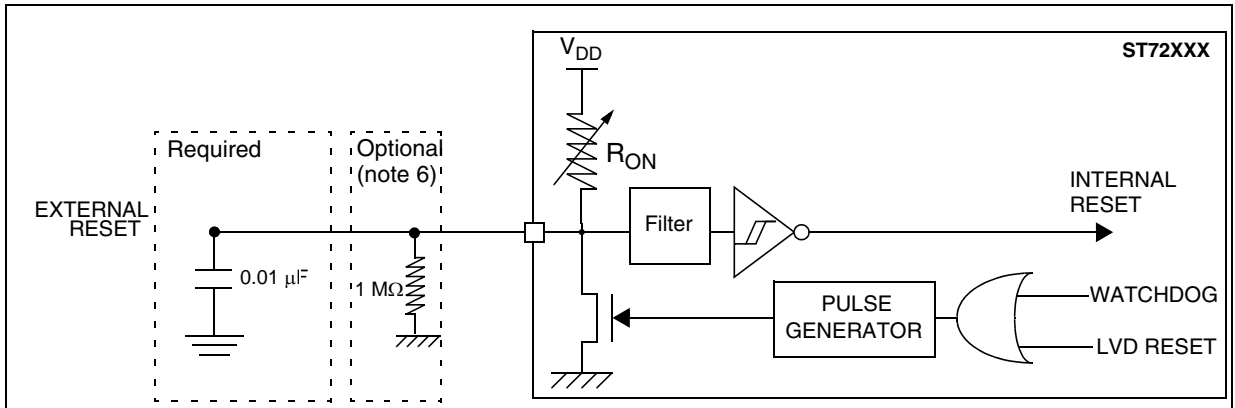 V_DD
ST72XXX
Required
Optional
(note 6)
R_ON
EXTERNAL
RESET
Filter
INTERNAL
RESET
0.01 μF
1 MΩ
PULSE
GENERATOR
WATCHDOG
LVD RESET